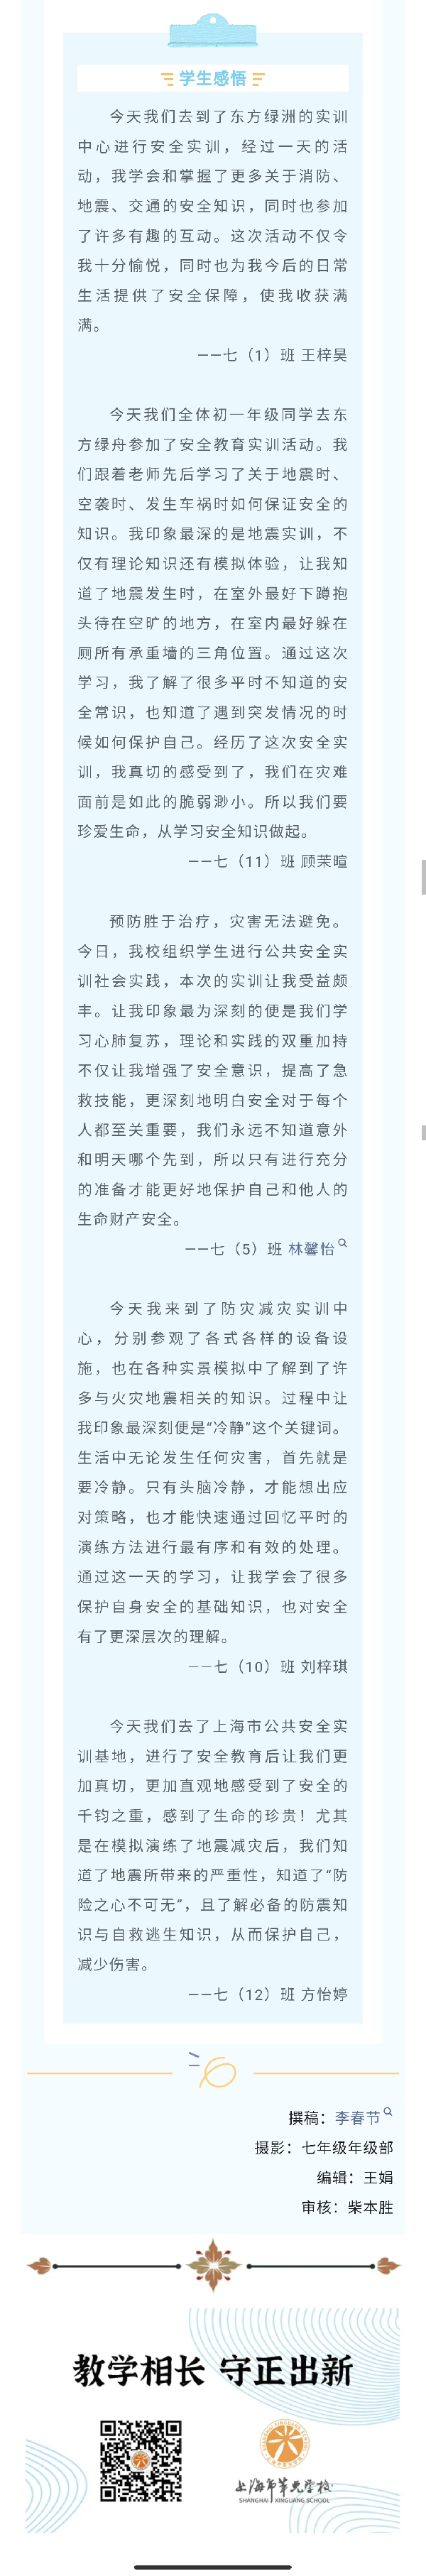 学生感悟
今天我们去到了东方绿洲的实训
中心进行安全实训，经过一天的活
动，我学会和掌握了更多关于消防、
地震、交通的安全知识，同时也参加
了许多有趣的互动。这次活动不仅令
我十分愉悦，同时也为我今后的日常
生活提供了安全保障，使我收获满
满。
——七（1）班 王梓昊
今天我们全体初一年级同学去东
方绿舟参加了安全教育实训活动。我
们跟着老师先后学习了关于地震时、
空袭时、发生车祸时如何保证安全的
知识。我印象最深的是地震实训，不
仅有理论知识还有模拟体验，让我知
道了地震发生时，在室外最好下蹲抱
头待在空旷的地方，在室内最好躲在
厕所有承重墙的三角位置。通过这次
学习，我了解了很多平时不知道的安
全常识，也知道了遇到突发情况的时
候如何保护自己。经历了这次安全实
训，我真切的感受到了，我们在灾难
面前是如此的脆弱渺小。所以我们要
珍爱生命，从学习安全知识做起。
——七（11）班 顾茉暄
预防胜于治疗，灾害无法避免。
今日，我校组织学生进行公共安全实
训社会实践，本次的实训让我受益颇
丰。让我印象最为深刻的便是我们学
习心肺复苏，理论和实践的双重加持
不仅让我增强了安全意识，提高了急
救技能，更深刻地明白安全对于每个
人都至关重要，我们永远不知道意外
和明天哪个先到，所以只有进行充分
的准备才能更好地保护自己和他人的
生命财产安全。
——七（5）班 林馨怡
今天我来到了防灾减灾实训中
心，分别参观了各式各样的设备设
施，也在各种实景模拟中了解到了许
多与火灾地震相关的知识。过程中让
我印象最深刻便是“冷静”这个关键词。
生活中无论发生任何灾害，首先就是
要冷静。只有头脑冷静，才能想出应
对策略，也才能快速通过回忆平时的
演练方法进行最有序和有效的处理。
通过这一天的学习，让我学会了很多
保护自身安全的基础知识，也对安全
有了更深层次的理解。
——七（10）班 刘梓琪
今天我们去了上海市公共安全实
训基地，进行了安全教育后让我们更
加真切，更加直观地感受到了安全的
千钧之重，感到了生命的珍贵！尤其
是在模拟演练了地震减灾后，我们知
道了地震所带来的严重性，知道了“防
险之心不可无”，且了解必备的防震知
识与自救逃生知识，从而保护自己，
减少伤害。
——七（12）班 方怡婷
撰稿：李春节
摄影：七年级年级部
编辑：王娟
审核：柴本胜
教学相长 守正出新
上海市莘光学校
SHANGHAI XINGUANG SCHOOL